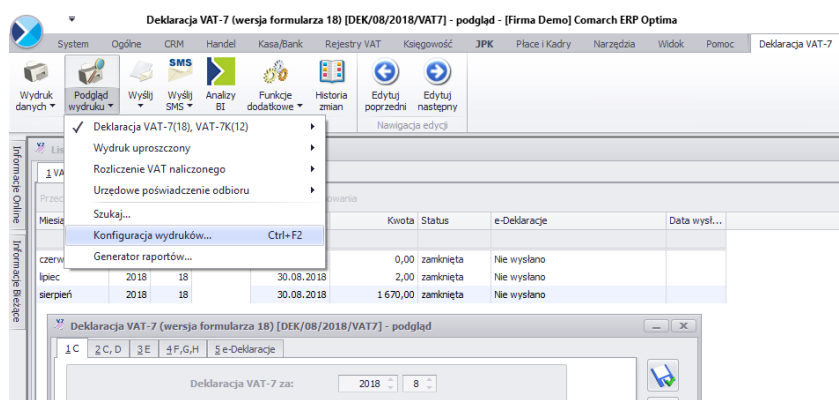 Deklaracja VAT-7 (wersja formularza 18) [DEK/08/2018/VAT7] - podgląd - [Firma Demo] Comarch ERP Optima
System Ogólne CRM Handel Kasa/Bank Rejestry VAT Księgowość JPK Płace i Kadry Narzędzia Widok Pomoc Deklaracja VAT-7
SMS
Wydruk danych
Podgląd wydruku
Wyślij
Wyślij SMS
Analizy BI
Funkcje dodatkowe
Historia zmian
Edytuj poprzedni
Edytuj następny
Nawigacja edycji
Deklaracja VAT-7(18), VAT-7K(12)
Wydruk uproszczony
Rozliczenie VAT naliczonego
Urzędowe poświadczenie odbioru
Szukaj...
Konfiguracja wydruków... Ctrl+F2
Generator raportów...
Informacje Online
Informacje Bieżące
Lis
1 VA
Przec
Miesią Kwota Status e-Deklaracje Data wysł...
czerw 0,00 zamknięta Nie wysłano
lipiec 2018 18 30.08.2018 2,00 zamknięta Nie wysłano
sierpień 2018 18 30.08.2018 1 670,00 zamknięta Nie wysłano
Deklaracja VAT-7 (wersja formularza 18) [DEK/08/2018/VAT7] - podgląd
1 C 2 C, D 3 E 4 F,G,H 5 e-Deklaracje
Deklaracja VAT-7 za: 2018 8